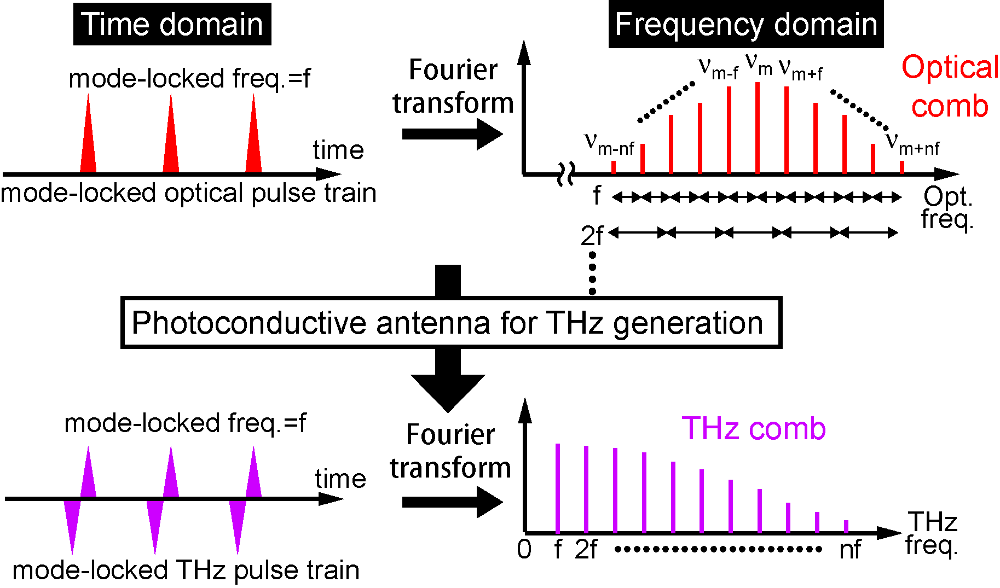 Time domain
Frequency domain
mode-locked freq.=f
Fourier
transform
νm-f νm νm+f
Optical
comb
νm-nf
νm+nf
time
mode-locked optical pulse train
f
Opt.
freq.
2f
Photoconductive antenna for THz generation
mode-locked freq.=f
Fourier
transform
THz comb
time
THz
freq.
0 f 2f nf
mode-locked THz pulse train